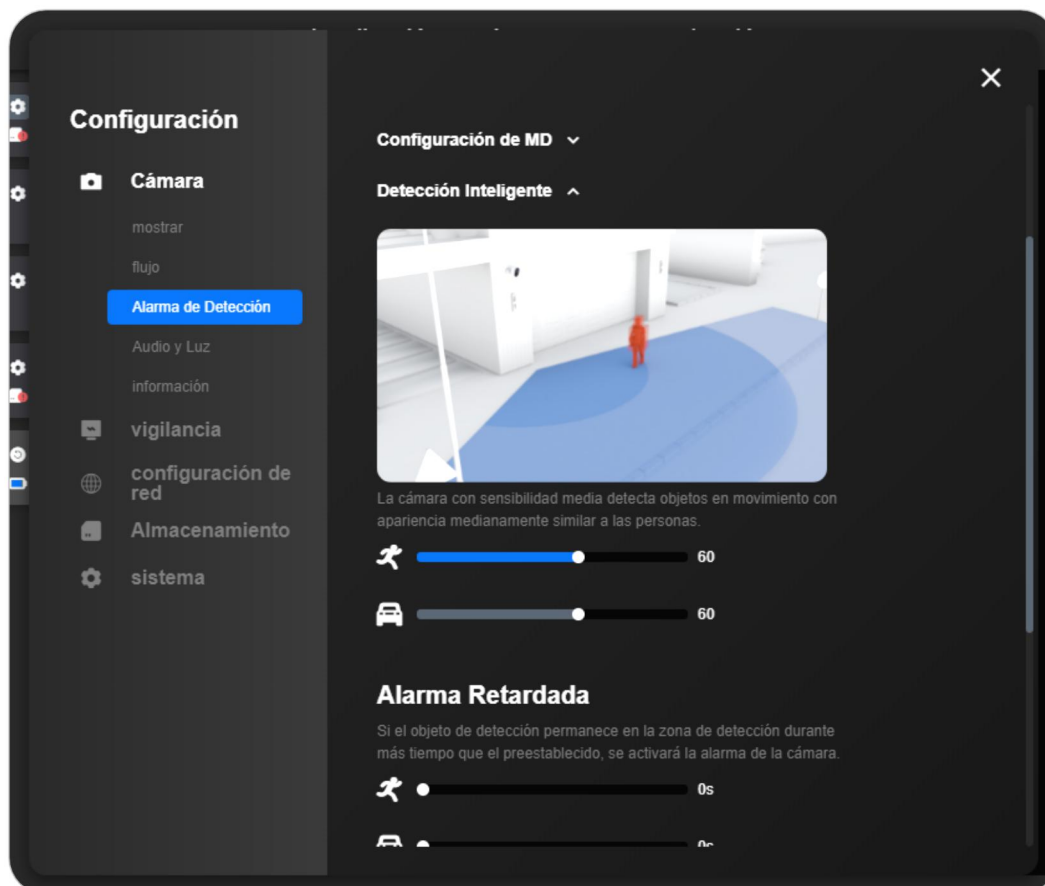 Configuración
Cámara
mostrar
flujo
Alarma de Detección
Audio y Luz
información
vigilancia
configuración de
red
Almacenamiento
sistema
Configuración de MD
Detección Inteligente
La cámara con sensibilidad media detecta objetos en movimiento con
apariencia medianamente similar a las personas.
60
60
Alarma Retardada
Si el objeto de detección permanece en la zona de detección durante
más tiempo que el preestablecido, se activará la alarma de la cámara.
0s
0s